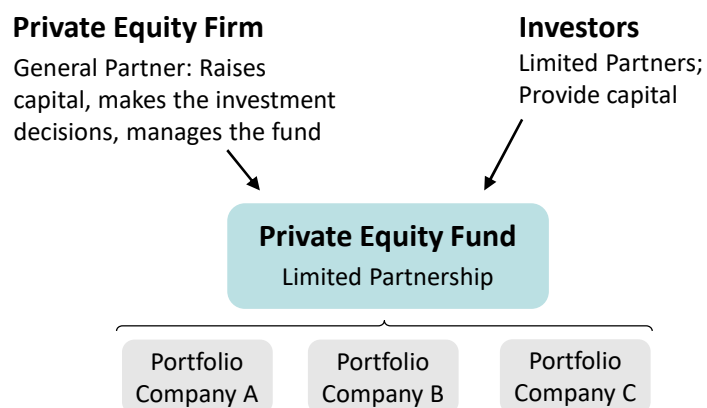 Private Equity Firm
General Partner: Raises
capital, makes the investment
decisions, manages the fund
Investors
Limited Partners;
Provide capital
Private Equity Fund
Limited Partnership
Portfolio
Company A
Portfolio
Company B
Portfolio
Company C